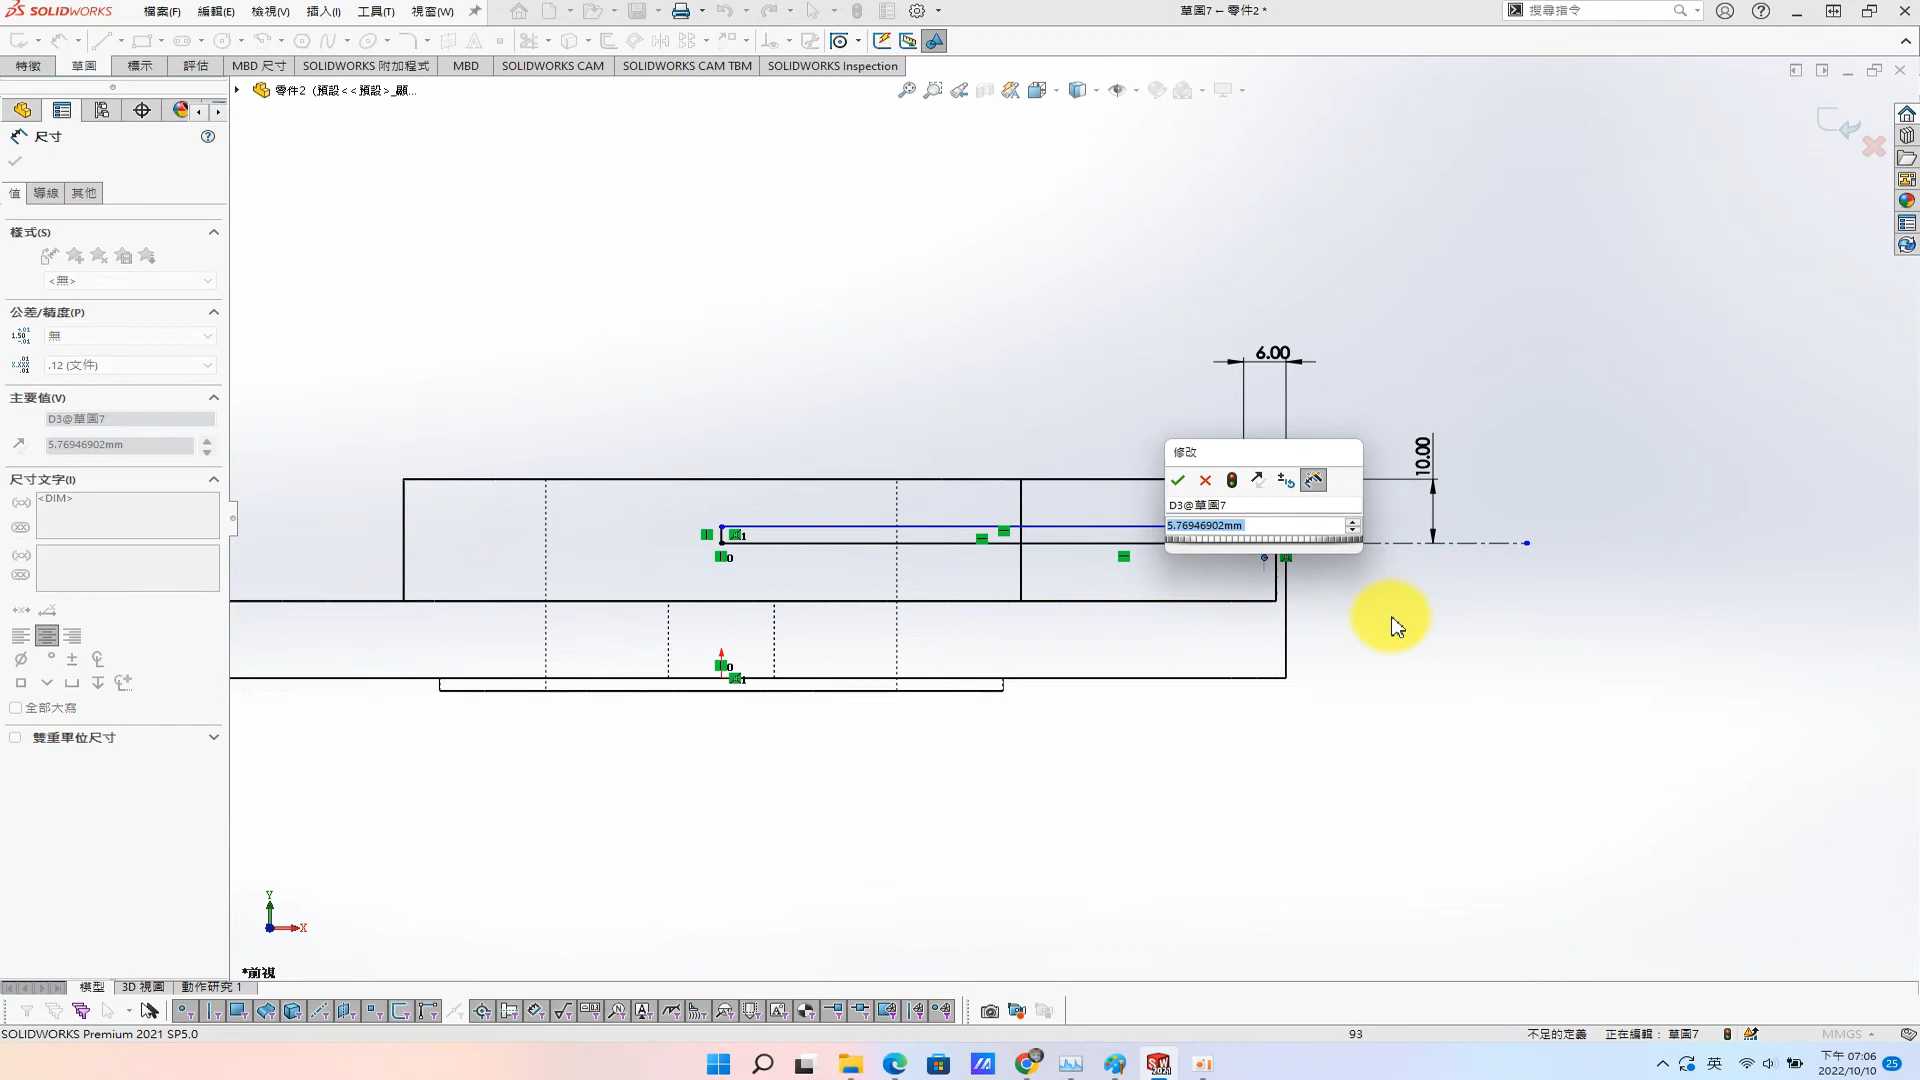 SOLIDWORKS 檔案(F) 編輯(E) 檢視(V) 插入(I) 工具(T) 視窗(W) 草圖7 - 零件2 * 搜尋指令
特徵 草圖 標示 評估 MBD 尺寸 SOLIDWORKS 附加程式 MBD SOLIDWORKS CAM SOLIDWORKS CAM TBM SOLIDWORKS Inspection
零件2 (預設<<預設>_顯...
尺寸
值 導線 其他
樣式(S)
<無>
公差/精度(P)
無
.12 (文件)
主要值(V)
D3@草圖7
5.76946902mm
尺寸文字(I)
<DIM>
全部大寫
雙重單位尺寸
6.00
10.00
修改
D3@草圖7
5.76946902mm
1
0
0
1
Y
X
*前視
模型 3D 視圖 動作研究 1
SOLIDWORKS Premium 2021 SP5.0 93 不足的定義 正在編輯： 草圖7 MMGS
英 下午 07:06
2022/10/10 25